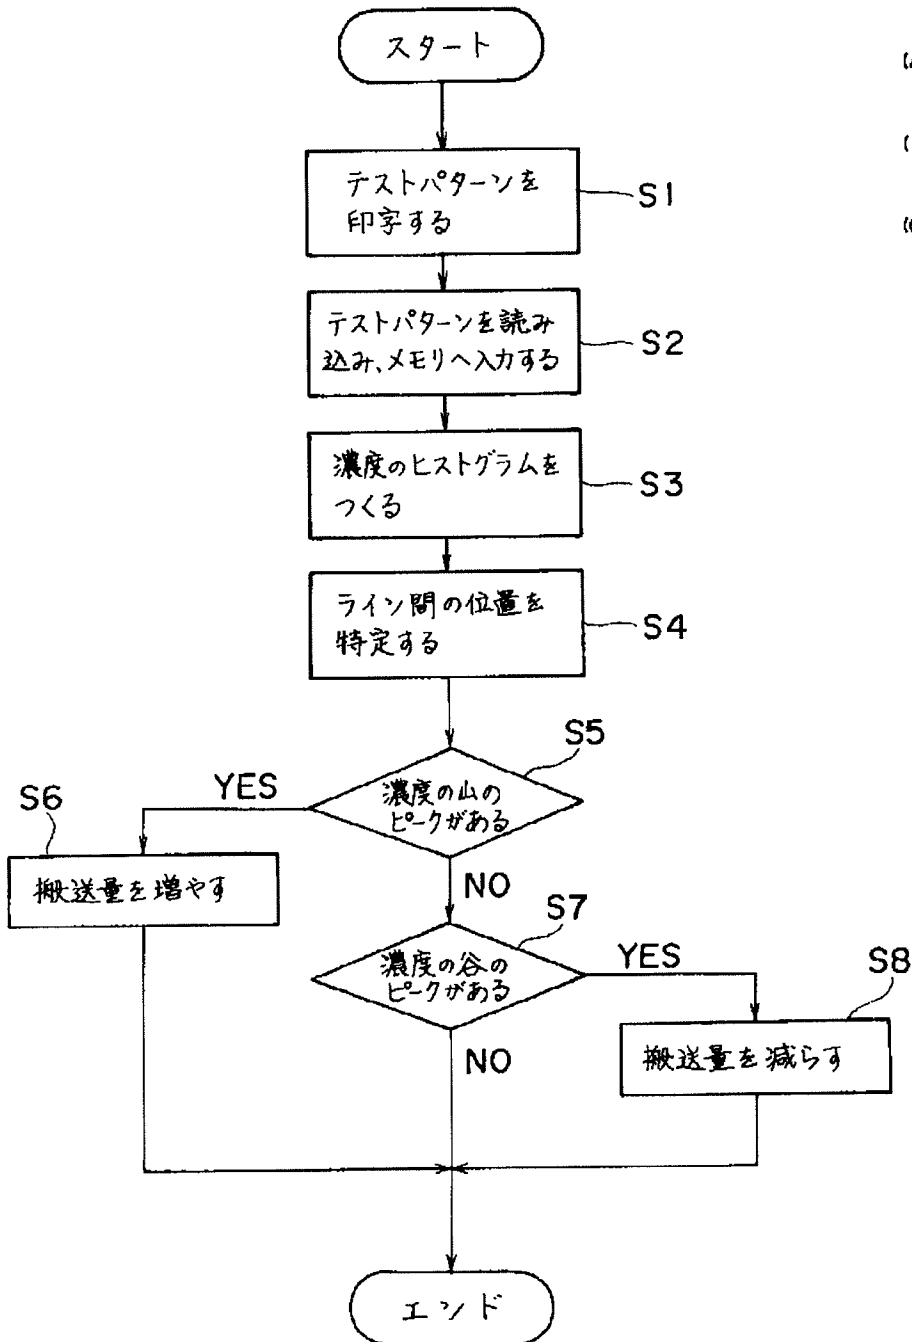 スタート
テストパターンを
印字する
S1
テストパターンを読み
込み、メモリへ入力する
S2
濃度のヒストグラムを
つくる
S3
ライン間の位置を
特定する
S4
S5
濃度の山の
ピークがある
YES
S6
搬送量を増やす
NO
S7
濃度の谷の
ピークがある
YES
S8
搬送量を減らす
NO
エンド